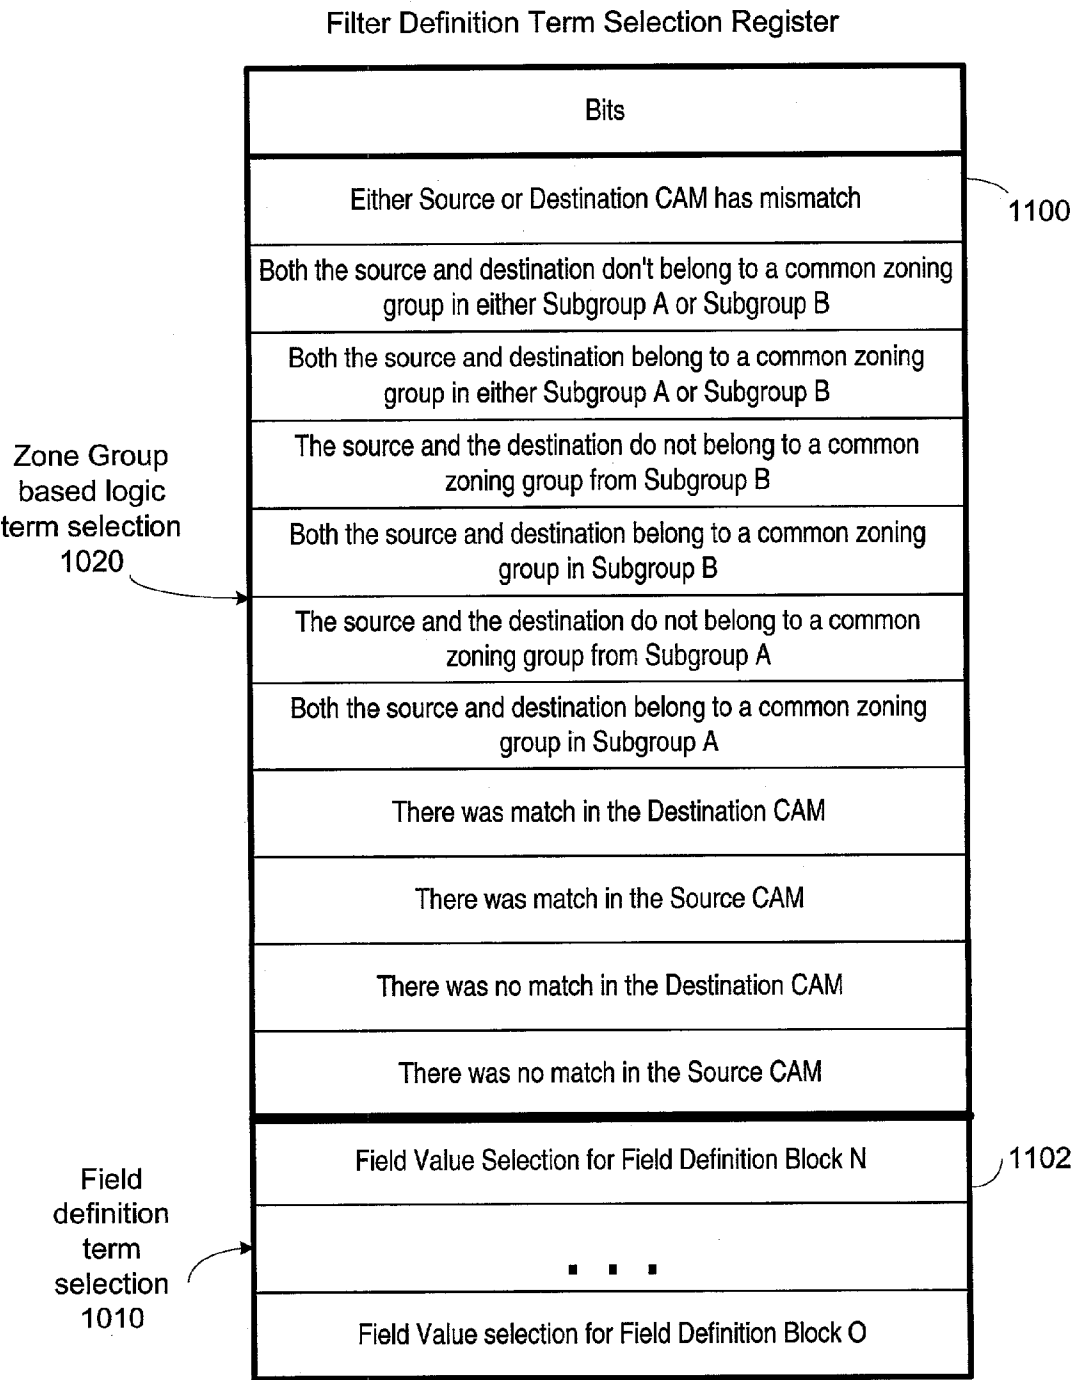 Filter Definition Term Selection Register
Bits
Either Source or Destination CAM has mismatch
1100
Both the source and destination don't belong to a common zoning
group in either Subgroup A or Subgroup B
Both the source and destination belong to a common zoning
group in either Subgroup A or Subgroup B
The source and the destination do not belong to a common
zoning group from Subgroup B
Zone Group
based logic
term selection
1020
Both the source and destination belong to a common zoning
group in Subgroup B
The source and the destination do not belong to a common
zoning group from Subgroup A
Both the source and destination belong to a common zoning
group in Subgroup A
There was match in the Destination CAM
There was match in the Source CAM
There was no match in the Destination CAM
There was no match in the Source CAM
Field Value Selection for Field Definition Block N
1102
Field
definition
term
selection
1010
. . .
Field Value selection for Field Definition Block O